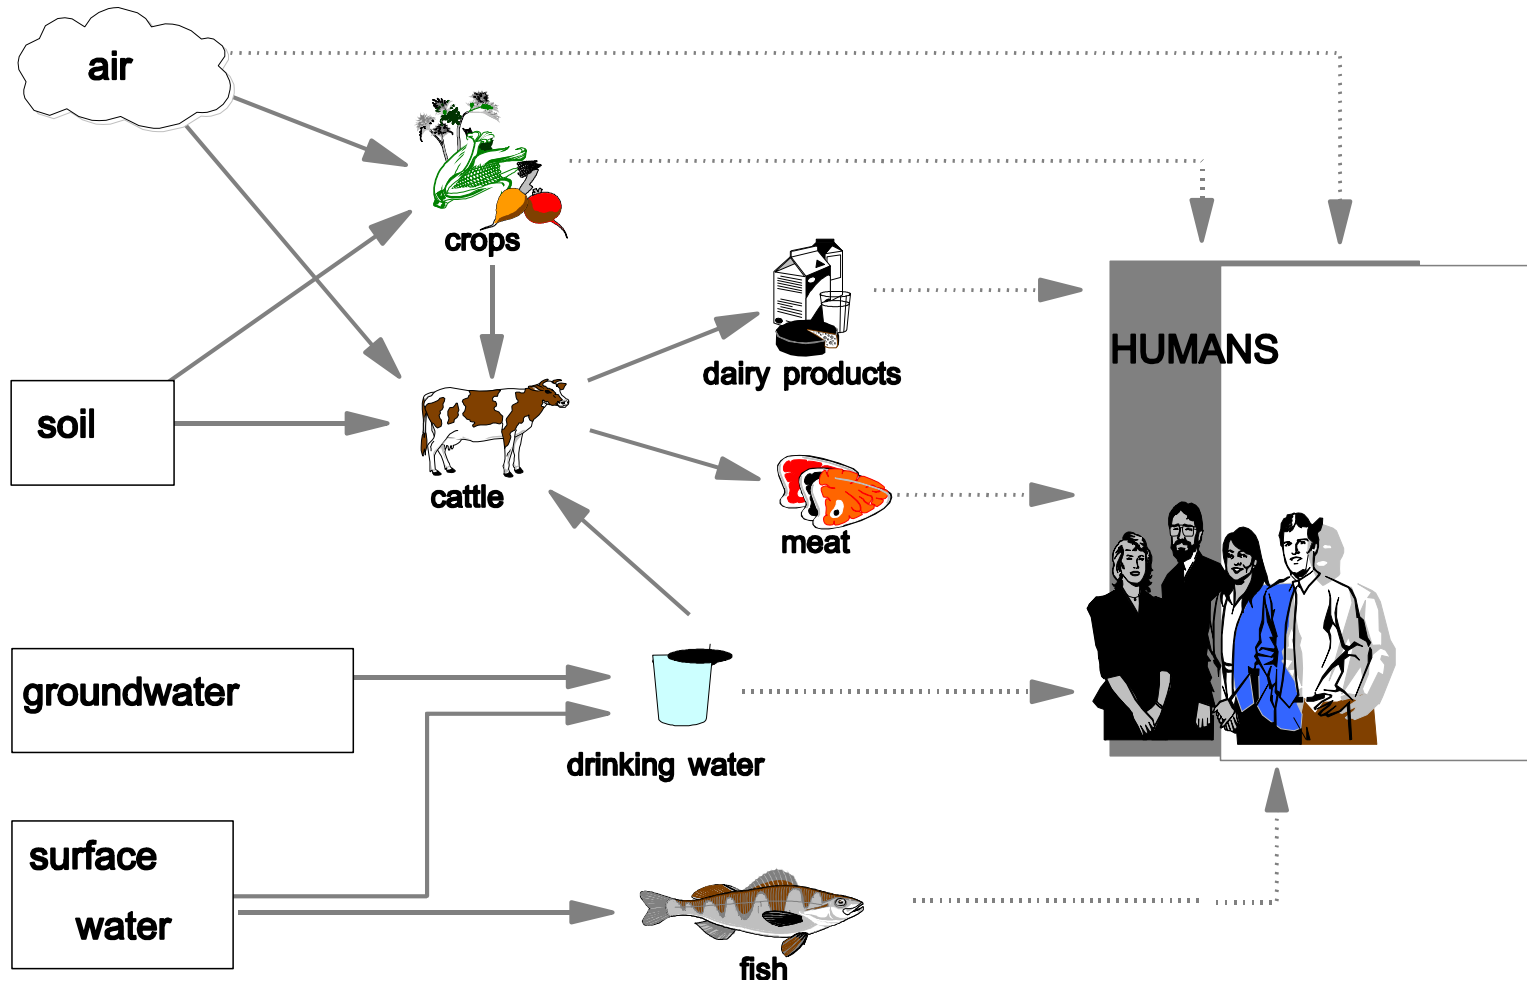 air
crops
dairy products
HUMANS
soil
cattle
meat
groundwater
drinking water
surface
water
fish